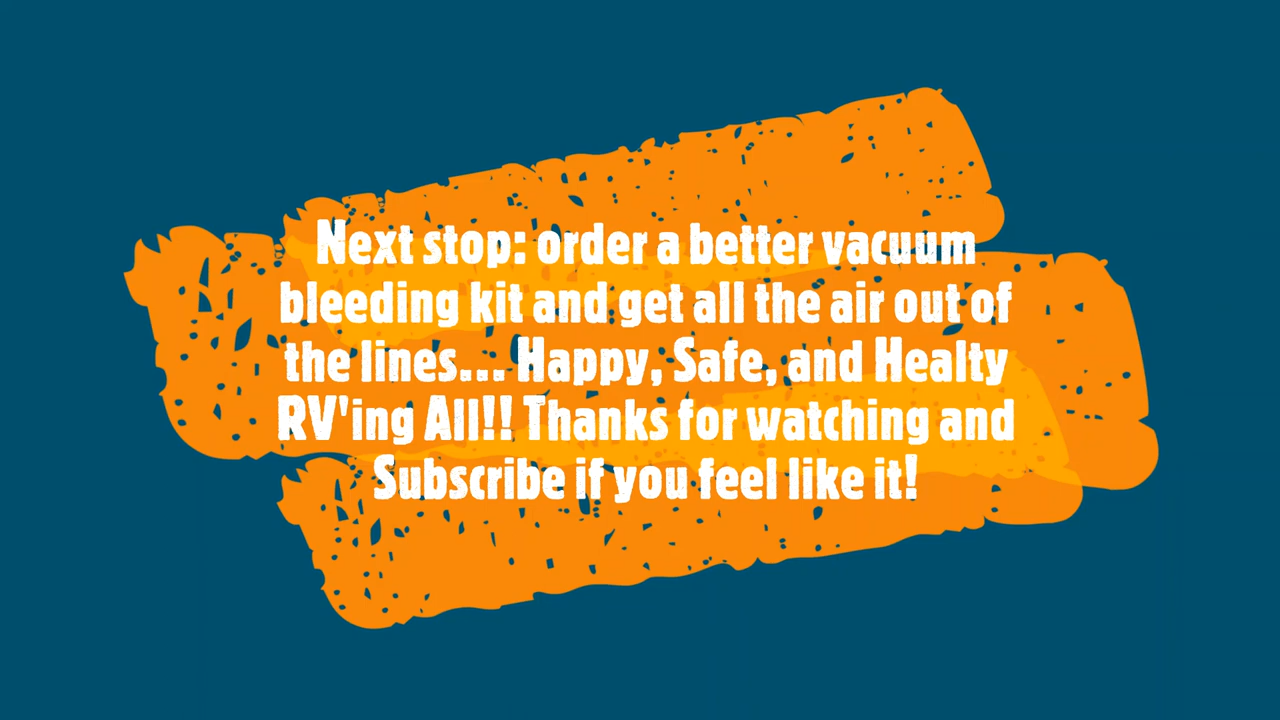 Next stop: order a better vacuum
bleeding kit and get all the air out of
the lines... Happy, Safe, and Healty
RV'ing All!! Thanks for watching and
Subscribe if you feel like it!